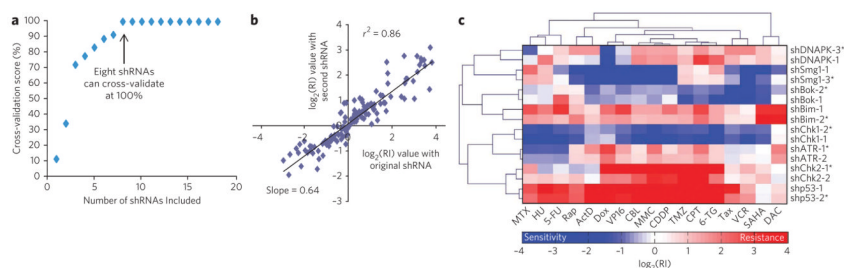 a
Cross-validation score (%)
100
90
80
70
60
50
40
30
20
10
0
Eight shRNAs
can cross-validate
at 100%
0
5
10
15
20
Number of shRNAs Included
b
r² = 0.86
log₂(RI) value with
second shRNA
4
3
2
1
−1
−2
−3
−4
−2
0
2
4
log₂(RI) value with
original shRNA
Slope = 0.64
c
shDNAPK-3*
shDNAPK-1
shSmg1-1
shSmg1-3*
shBok-2*
shBok-1
shBim-1
shBim-2*
shChk1-2*
shChk1-1
shATR-1*
shATR-2
shChk2-1*
shChk2-2
shp53-1
shp53-2*
MTX
HU
5-FU
Rap
ActD
Dox
VP16
CBL
MMC
CDDP
TMZ
CPT
6-TG
Tax
VCR
SAHA
DAC
Sensitivity
Resistance
−4 −3 −2 −1 0 1 2 3 4
log₂(RI)